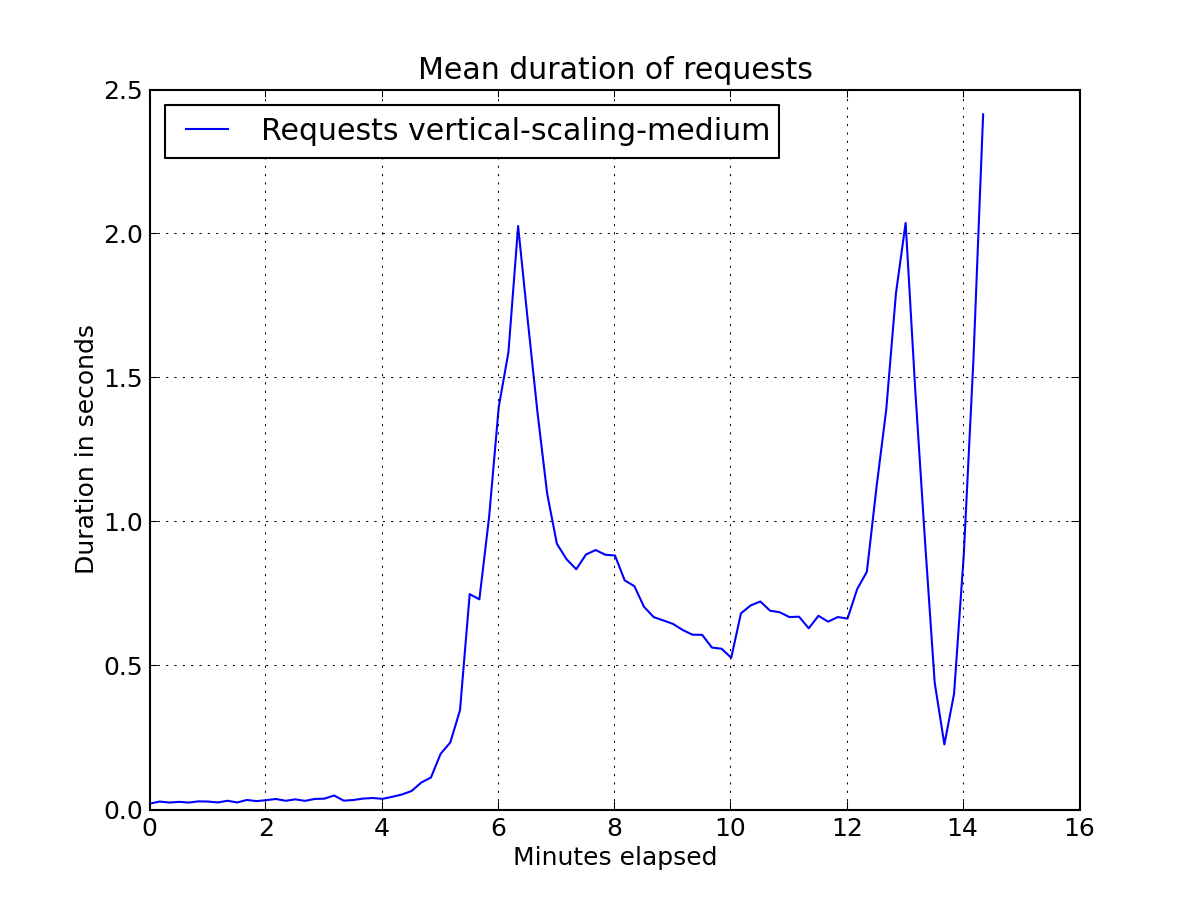 Mean duration of requests
Requests vertical-scaling-medium
2.5
2.0
1.5
1.0
0.5
0.0
Duration in seconds
0 2 4 6 8 10 12 14 16
Minutes elapsed